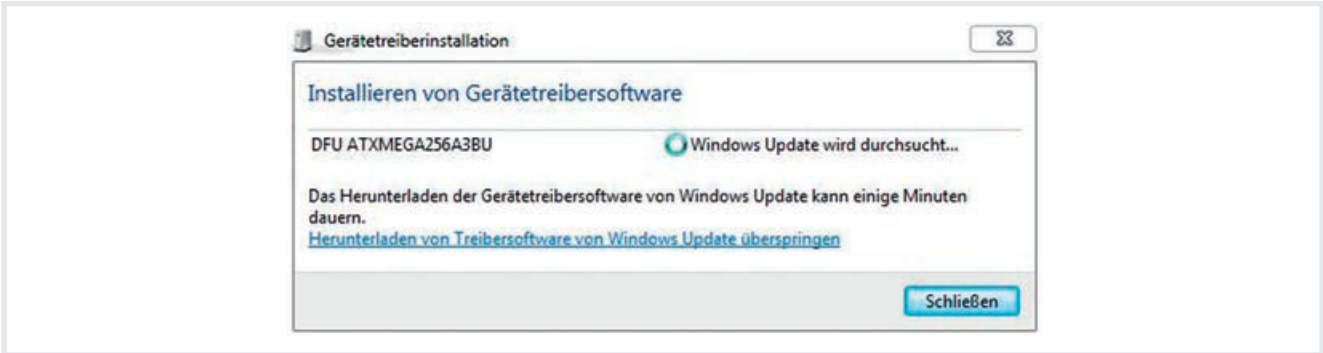 Gerätetreiberinstallation
Installieren von Gerätetreibersoftware
DFU ATXMEGA256A3BU Windows Update wird durchsucht...
Das Herunterladen der Gerätetreibersoftware von Windows Update kann einige Minuten
dauern.
Herunterladen von Treibersoftware von Windows Update überspringen
Schließen